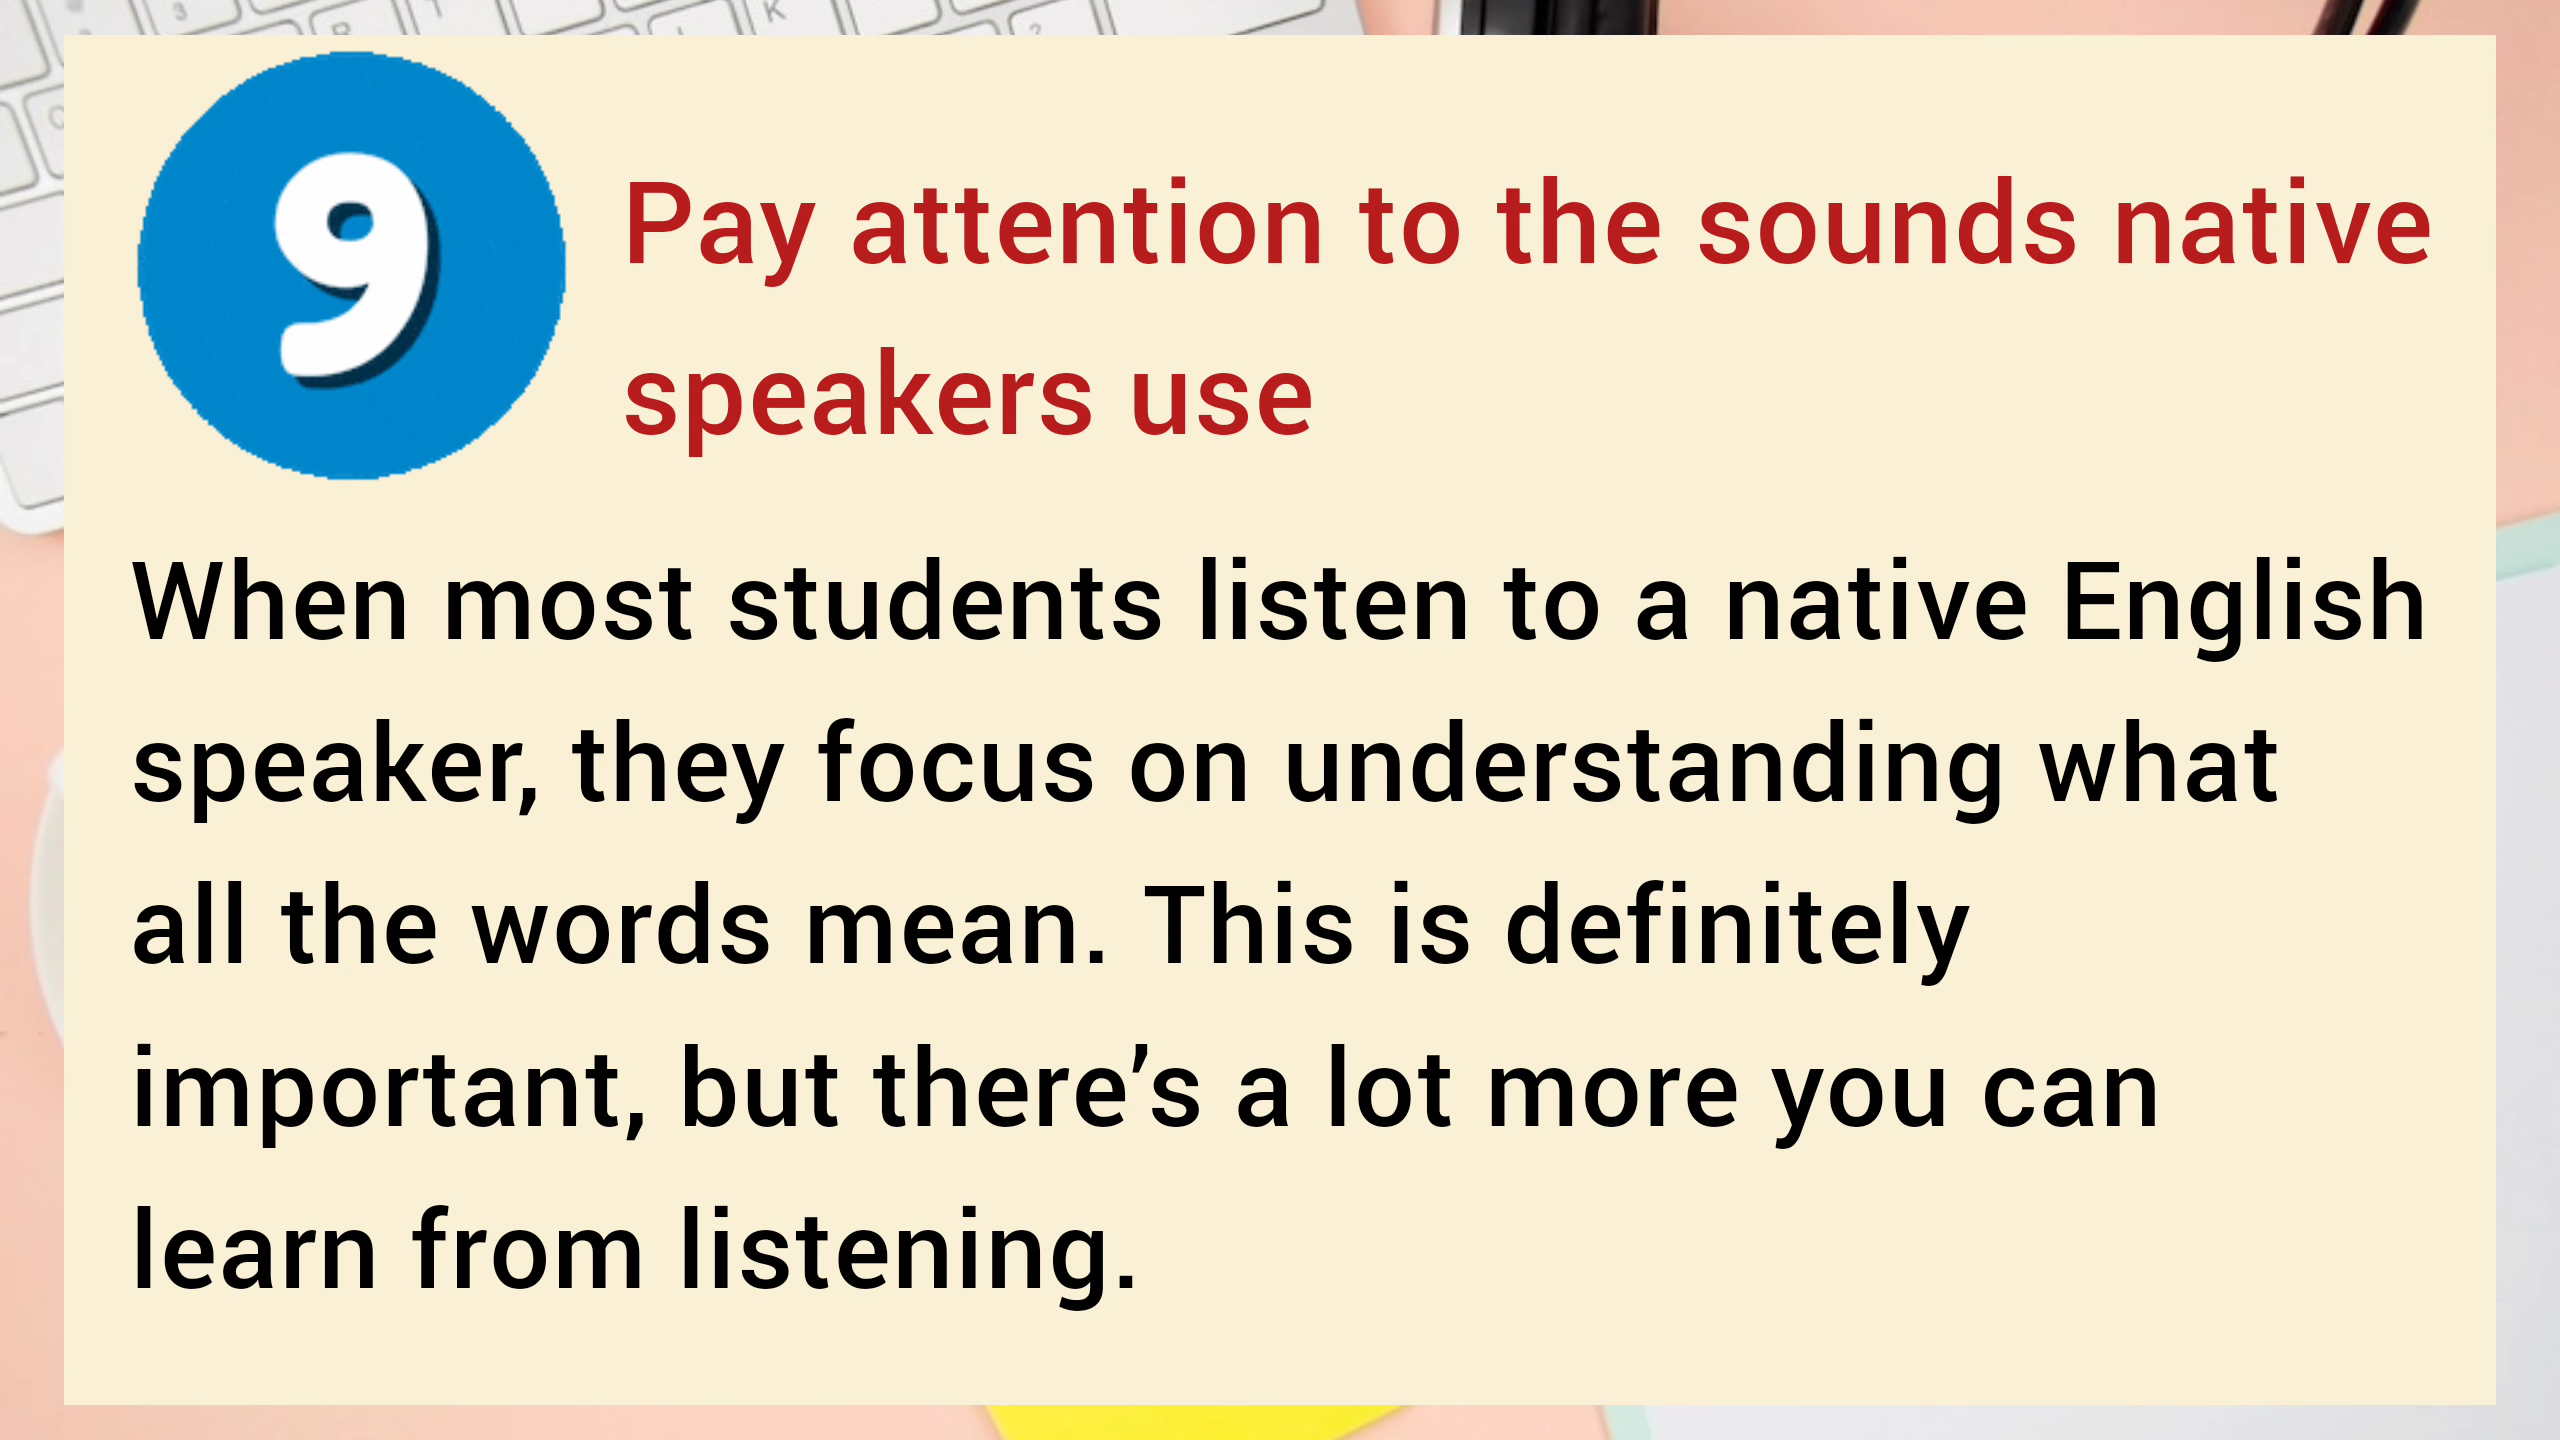 9
Pay attention to the sounds native
speakers use
When most students listen to a native English
speaker, they focus on understanding what
all the words mean. This is definitely
important, but there’s a lot more you can
learn from listening.